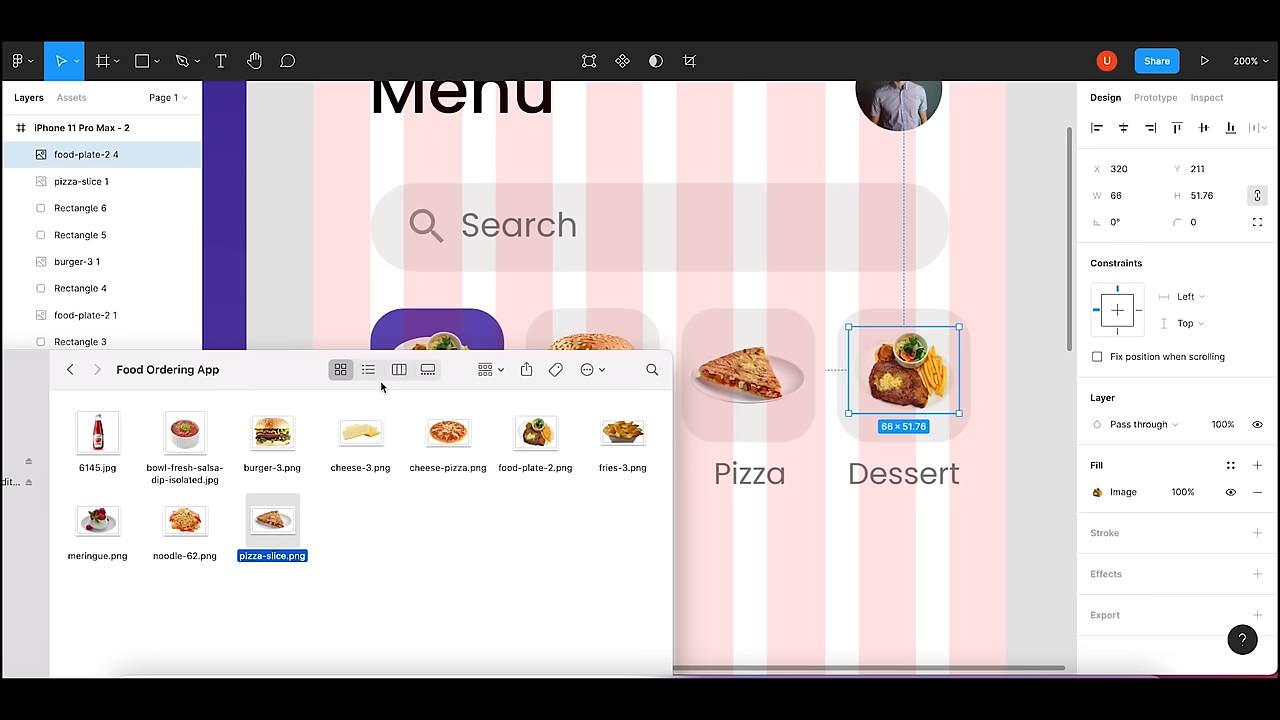 Share
200%
U
Layers
Assets
Page 1
iPhone 11 Pro Max - 2
food-plate-2 4
pizza-slice 1
Rectangle 6
Rectangle 5
burger-3 1
Rectangle 4
food-plate-2 1
Rectangle 3
Menu
Search
Pizza
Dessert
66 × 51.76
Food Ordering App
6145.jpg
bowl-fresh-salsa-
dip-isolated.jpg
burger-3.png
cheese-3.png
cheese-pizza.png
food-plate-2.png
fries-3.png
meringue.png
noodle-62.png
pizza-slice.png
dit...
Design
Prototype
Inspect
X 320
Y 211
W 66
H 51.76
0°
0
Constraints
Left
Top
Fix position when scrolling
Layer
Pass through
100%
Fill
Image
100%
Stroke
Effects
Export
?